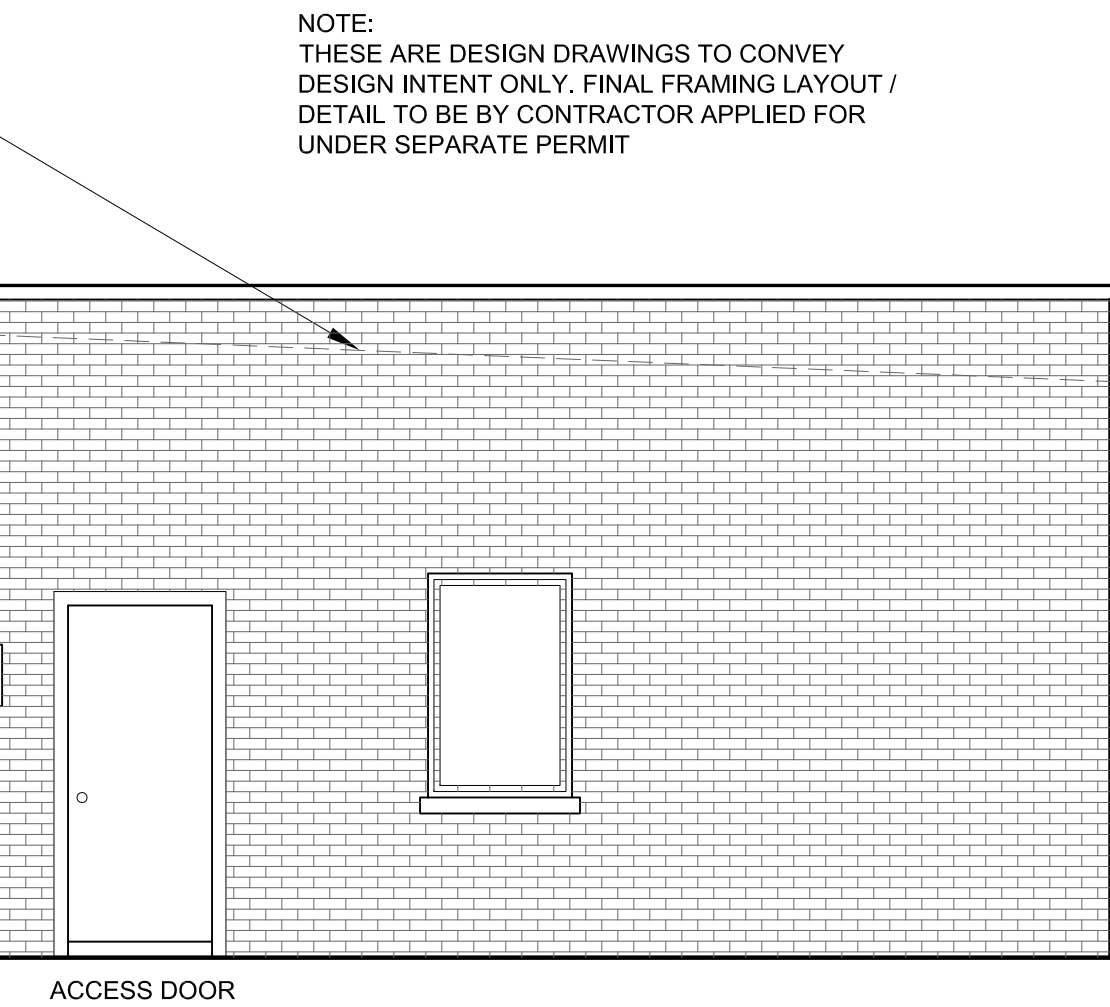 NOTE:
THESE ARE DESIGN DRAWINGS TO CONVEY
DESIGN INTENT ONLY. FINAL FRAMING LAYOUT /
DETAIL TO BE BY CONTRACTOR APPLIED FOR
UNDER SEPARATE PERMIT
ACCESS DOOR